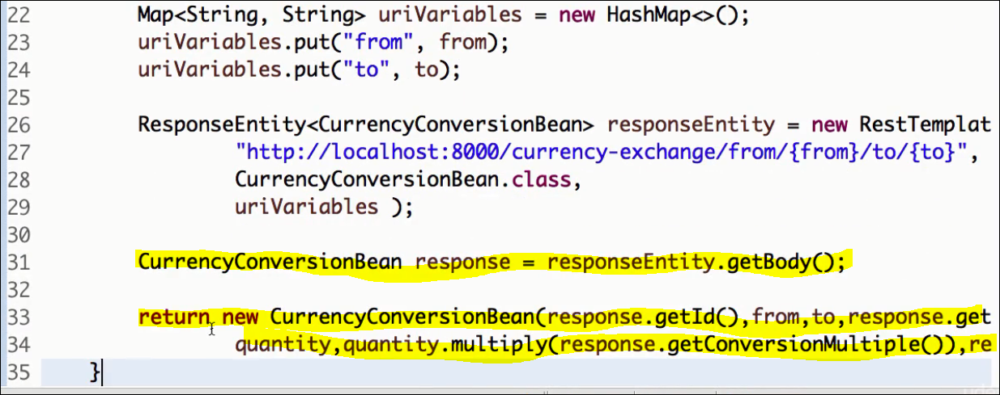 22 Map<String, String> uriVariables = new HashMap<>();
23 uriVariables.put("from", from);
24 uriVariables.put("to", to);
25
26 ResponseEntity<CurrencyConversionBean> responseEntity = new RestTemplat
27 "http://localhost:8000/currency-exchange/from/{from}/to/{to}",
28 CurrencyConversionBean.class,
29 uriVariables );
30
31 CurrencyConversionBean response = responseEntity.getBody();
32
33 return new CurrencyConversionBean(response.getId(),from,to,response.get
34 quantity,quantity.multiply(response.getConversionMultiple()),re
35 }